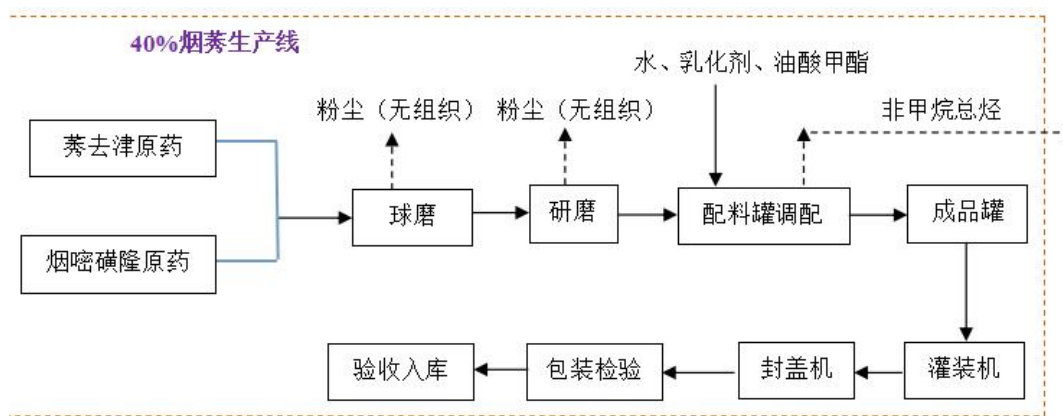 40%烟莠生产线
水、乳化剂、油酸甲酯
粉尘（无组织）
粉尘（无组织）
非甲烷总烃
莠去津原药
球磨
研磨
配料罐调配
成品罐
烟嘧磺隆原药
验收入库
包装检验
封盖机
灌装机